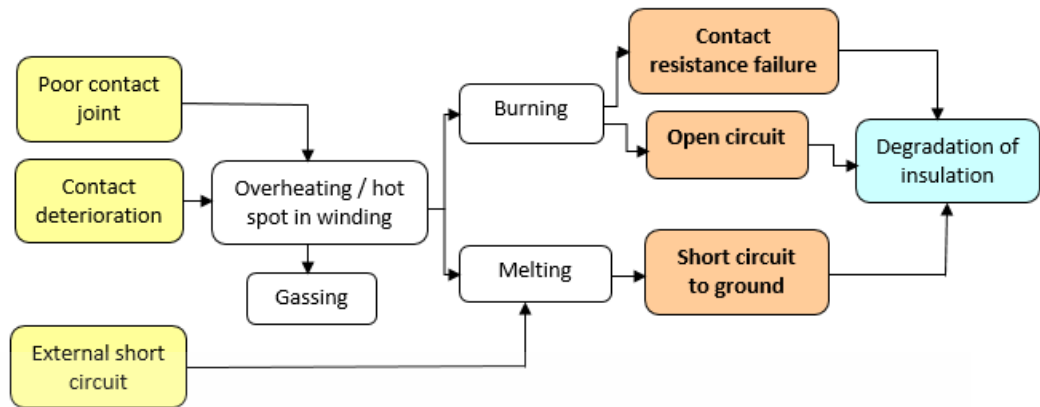 Poor contact
joint
Contact
deterioration
External short
circuit
Overheating / hot
spot in winding
Gassing
Burning
Melting
Contact
resistance failure
Open circuit
Short circuit
to ground
Degradation of
insulation